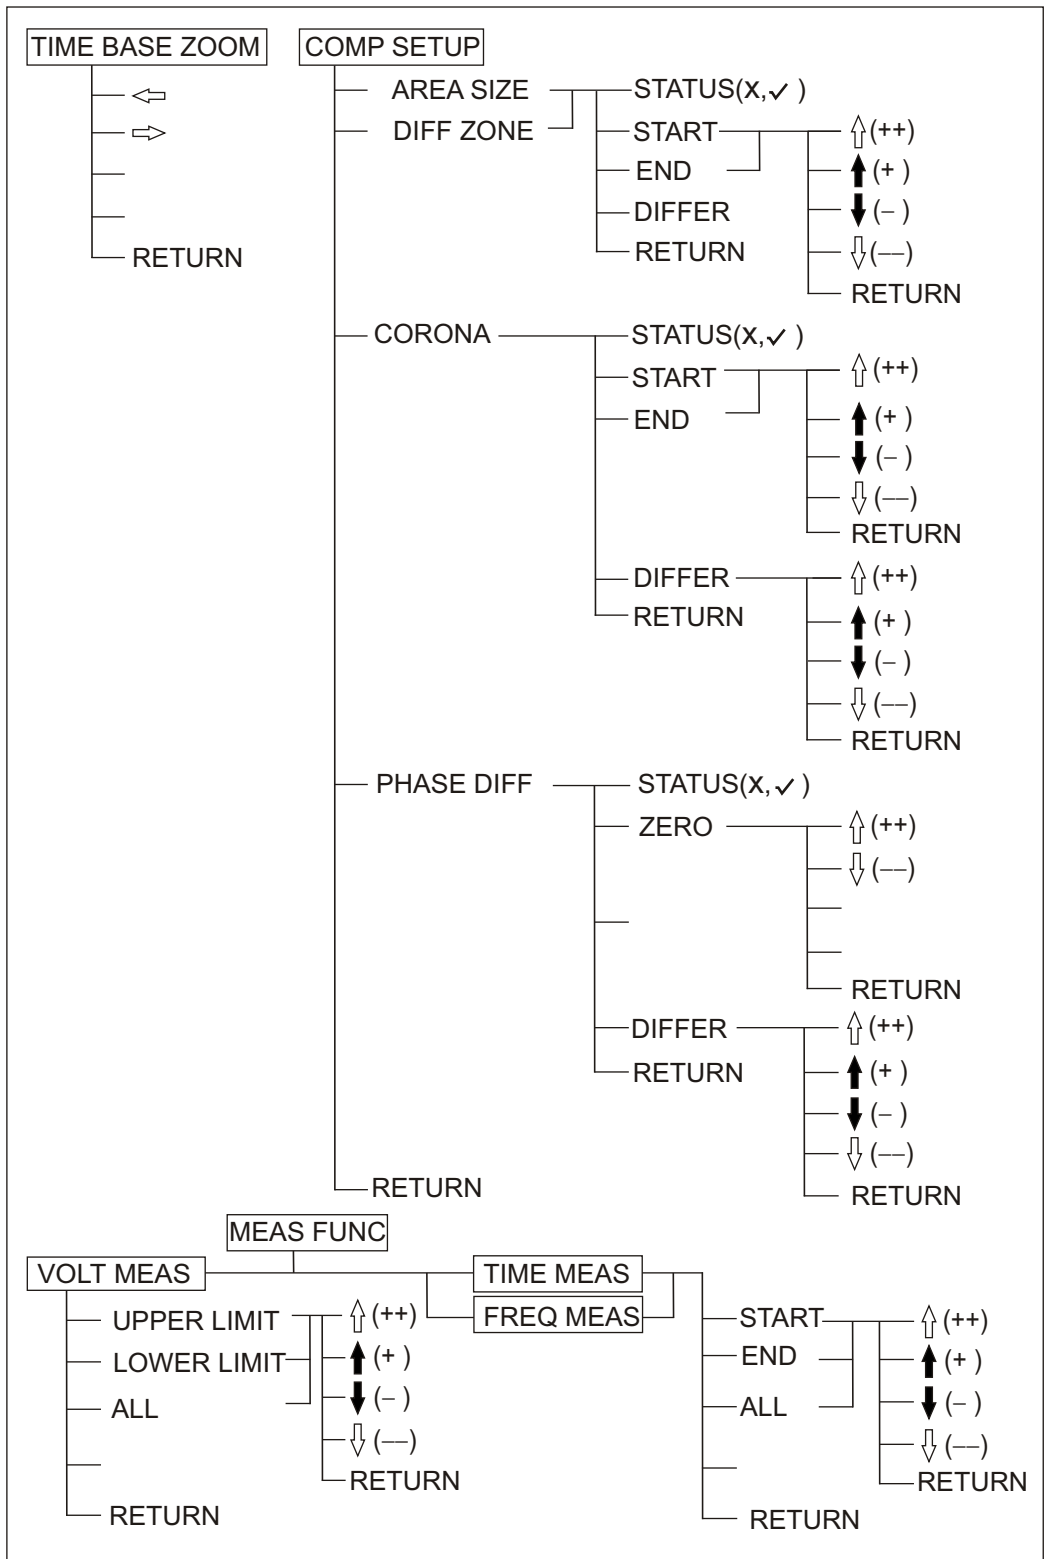 TIME BASE ZOOM
RETURN
COMP SETUP
AREA SIZE
DIFF ZONE
STATUS(X,✓ )
START
END
DIFFER
RETURN
⇧(++)
⬆(+ )
⬇(– )
⇩(––)
RETURN
CORONA
STATUS(X,✓ )
START
END
⇧(++)
⬆(+ )
⬇(– )
⇩(––)
RETURN
DIFFER
RETURN
⇧(++)
⬆(+ )
⬇(– )
⇩(––)
RETURN
PHASE DIFF
STATUS(X,✓ )
ZERO
⇧(++)
⇩(––)
RETURN
DIFFER
RETURN
⇧(++)
⬆(+ )
⬇(– )
⇩(––)
RETURN
RETURN
MEAS FUNC
VOLT MEAS
UPPER LIMIT
LOWER LIMIT
ALL
RETURN
⇧(++)
⬆(+ )
⬇(– )
⇩(––)
RETURN
TIME MEAS
FREQ MEAS
START
END
ALL
RETURN
⇧(++)
⬆(+ )
⬇(– )
⇩(––)
RETURN